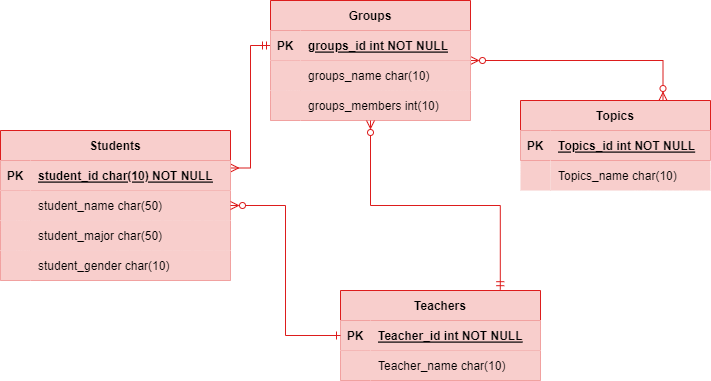 Groups
PK groups_id int NOT NULL
groups_name char(10)
groups_members int(10)
Topics
PK Topics_id int NOT NULL
Topics_name char(10)
Students
PK student_id char(10) NOT NULL
student_name char(50)
student_major char(50)
student_gender char(10)
Teachers
PK Teacher_id int NOT NULL
Teacher_name char(10)